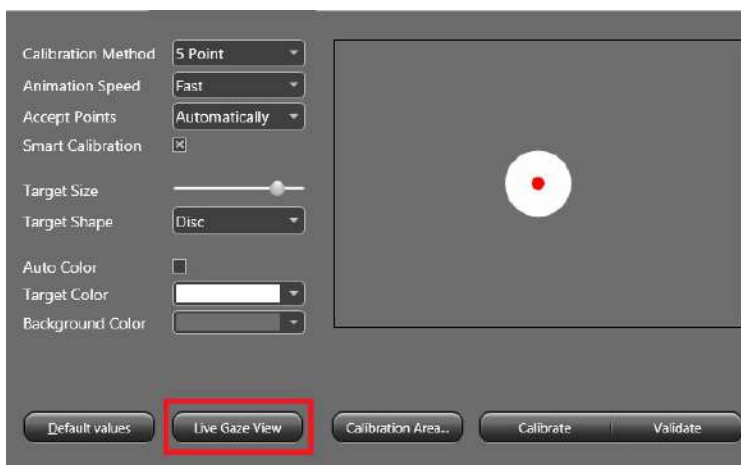 Calibration Method 5 Point
Animation Speed Fast
Accept Points Automatically
Smart Calibration
Target Size
Target Shape Disc
Auto Color
Target Color
Background Color
Default values Live Gaze View Calibration Area... Calibrate Validate